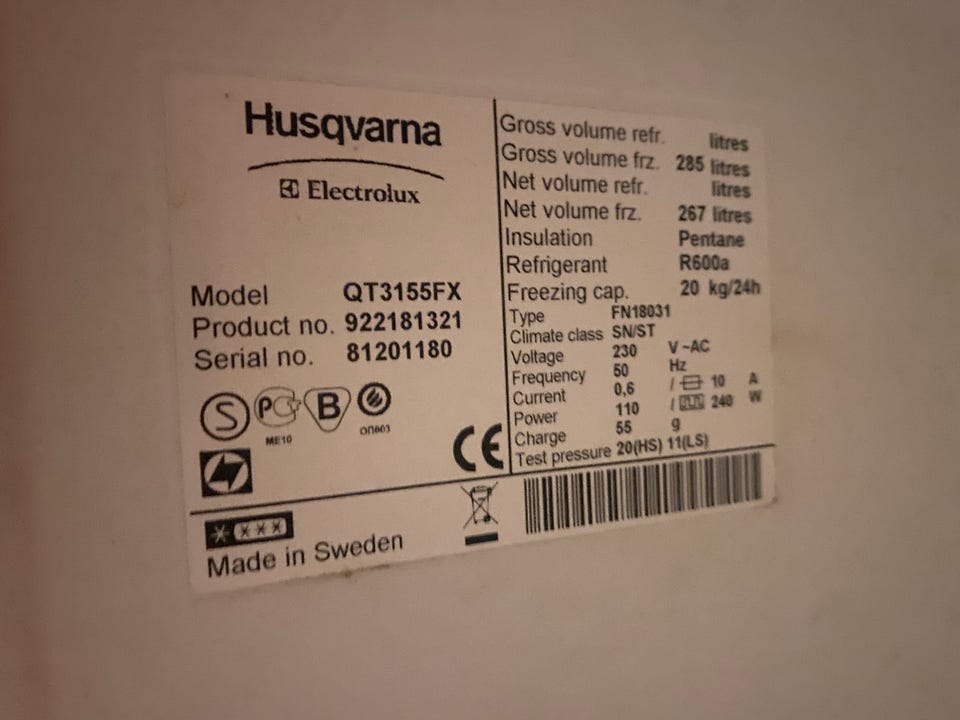 Husqvarna
Electrolux
Model QT3155FX
Product no. 922181321
Serial no. 81201180
S PC B
ME10 ОП003
CE
Made in Sweden
Gross volume refr. litres
Gross volume frz. 285 litres
Net volume refr. litres
Net volume frz. 267 litres
Insulation Pentane
Refrigerant R600a
Freezing cap. 20 kg/24h
Type FN18031
Climate class SN/ST
Voltage 230 V~AC
Frequency 50 Hz
Current 0,6 / 10 A
Power 110 / 240 W
Charge 55 g
Test pressure 20(HS) 11(LS)